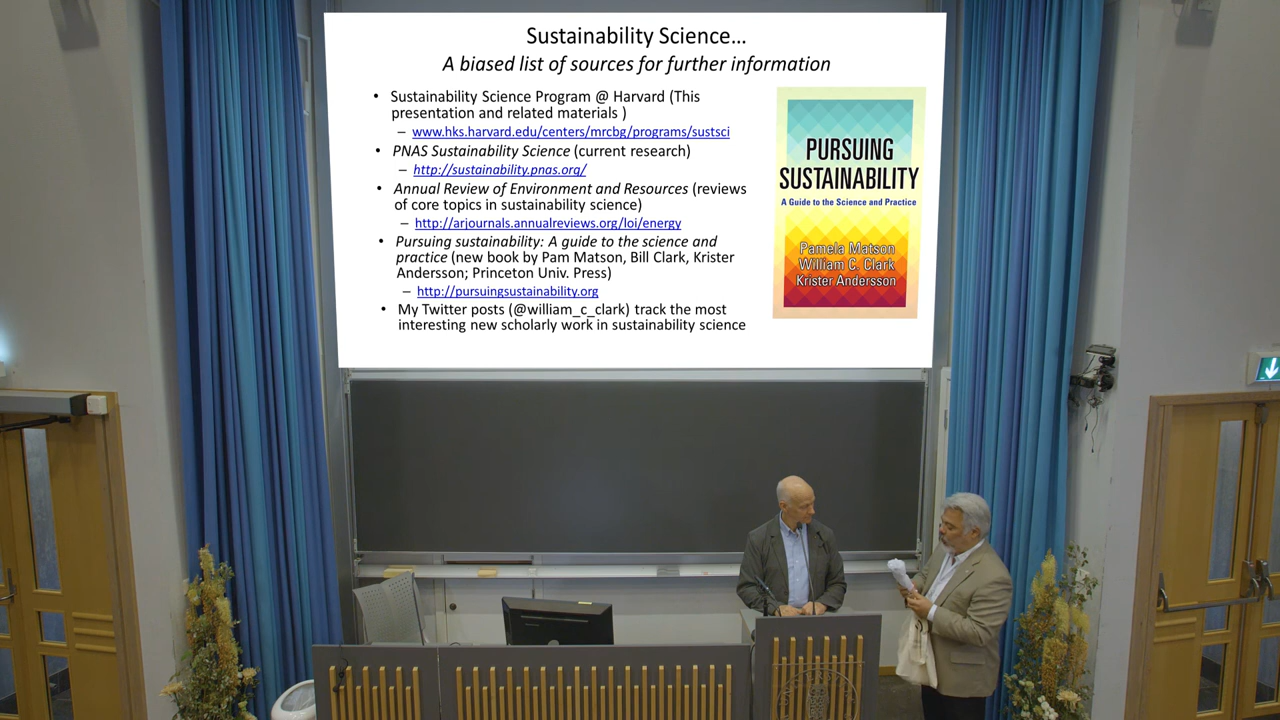 Sustainability Science…
A biased list of sources for further information
• Sustainability Science Program @ Harvard (This
presentation and related materials )
– www.hks.harvard.edu/centers/mrcbg/programs/sustsci
• PNAS Sustainability Science (current research)
– http://sustainability.pnas.org/
• Annual Review of Environment and Resources (reviews
of core topics in sustainability science)
– http://arjournals.annualreviews.org/loi/energy
• Pursuing sustainability: A guide to the science and
practice (new book by Pam Matson, Bill Clark, Krister
Andersson; Princeton Univ. Press)
– http://pursuingsustainability.org
• My Twitter posts (@william_c_clark) track the most
interesting new scholarly work in sustainability science
PURSUING
SUSTAINABILITY
A Guide to the Science and Practice
Pamela Matson
William C. Clark
Krister Andersson